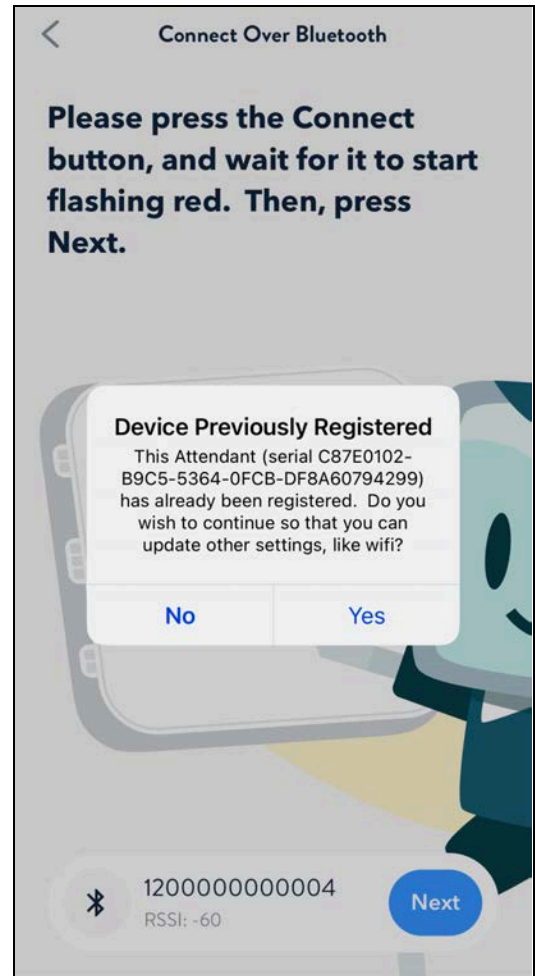 Connect Over Bluetooth
Please press the Connect
button, and wait for it to start
flashing red.  Then, press
Next.
Device Previously Registered
This Attendant (serial C87E0102-
B9C5-5364-0FCB-DF8A60794299)
has already been registered.  Do you
wish to continue so that you can
update other settings, like wifi?
No
Yes
1200000000004
RSSI: -60
Next